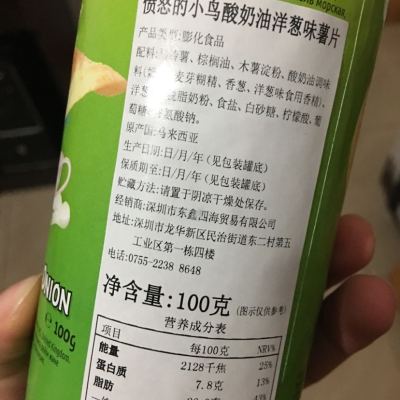 морская
愤怒的小鸟酸奶油洋葱味薯片
产品类型:膨化食品
棕榈油、木薯淀粉、酸奶油调味
麦芽糊精、香葱、洋葱味食用香精)、
脱脂奶粉、食盐、白砂糖、柠檬酸、葡
氨酸钠。
原产国:马来西亚
生产日期:日/月/年(见包装罐底)
保质期至:日/月/年(见包装罐底)
贮藏方法:请置于阴凉干燥处保存。
经销商:深圳市东鑫四海贸易有限公司
地址:深圳市龙华新区民治街道东二村第五
工业区第一栋四楼
电话:0755-2238 8648
净含量:100克 (图示仅供参考)
营养成分表
项目 每100克 NRV%
能量 2128千焦 25%
蛋白质 7.8克 13%
脂肪
ONION
℮ 100g